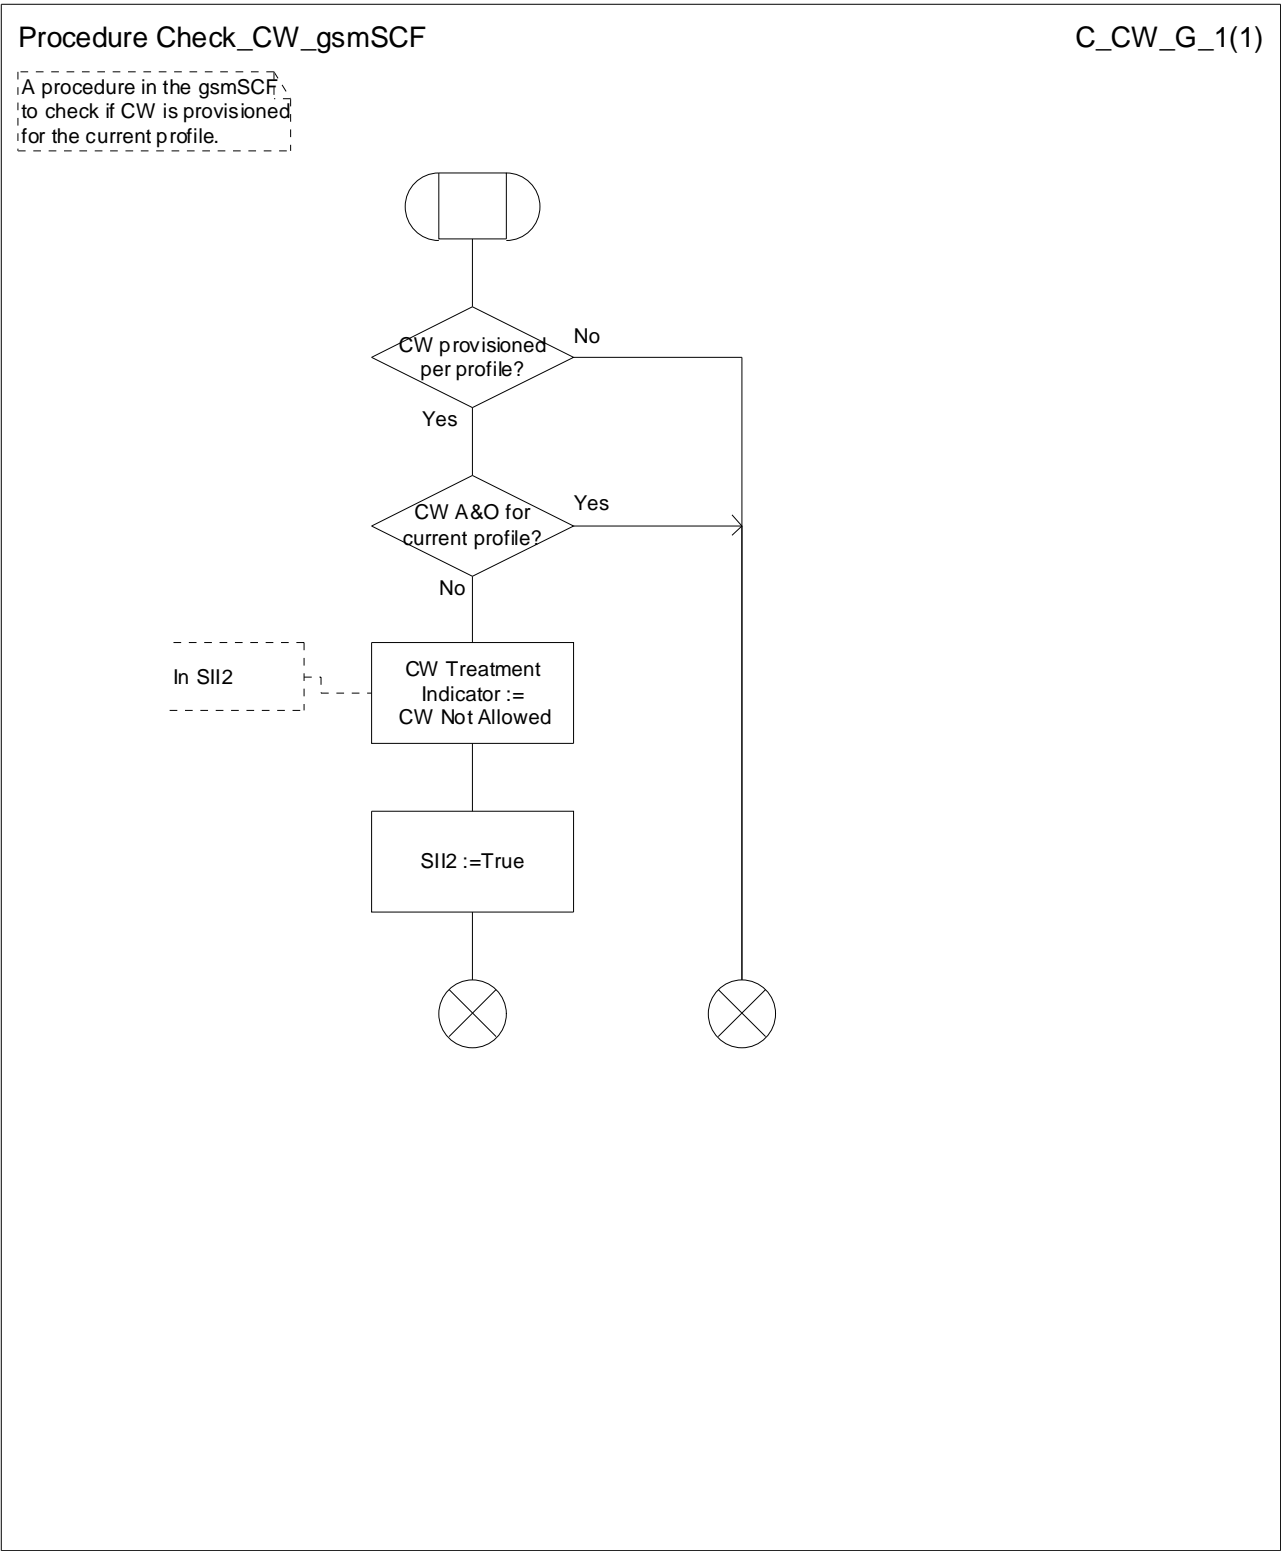 Procedure Check_CW_gsmSCF
C_CW_G_1(1)
A procedure in the gsmSCF
to check if CW is provisioned
for the current profile.
CW provisioned
per profile?
No
Yes
CW A&O for
current profile?
Yes
No
In SII2
CW Treatment
Indicator :=
CW Not Allowed
SII2 :=True